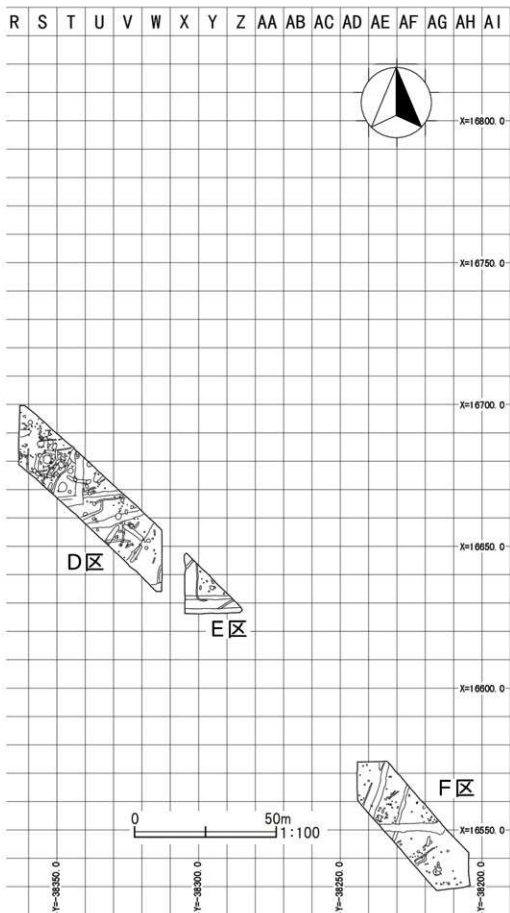 R S T U V W X Y Z AA AB AC AD AE AF AG AH AI
X=16800.0
X=16750.0
X=16700.0
X=16650.0
D区
E区
X=16600.0
F区
0 50m
1:100
X=16550.0
Y=-38350.0
Y=-38300.0
Y=-38250.0
Y=-38200.0